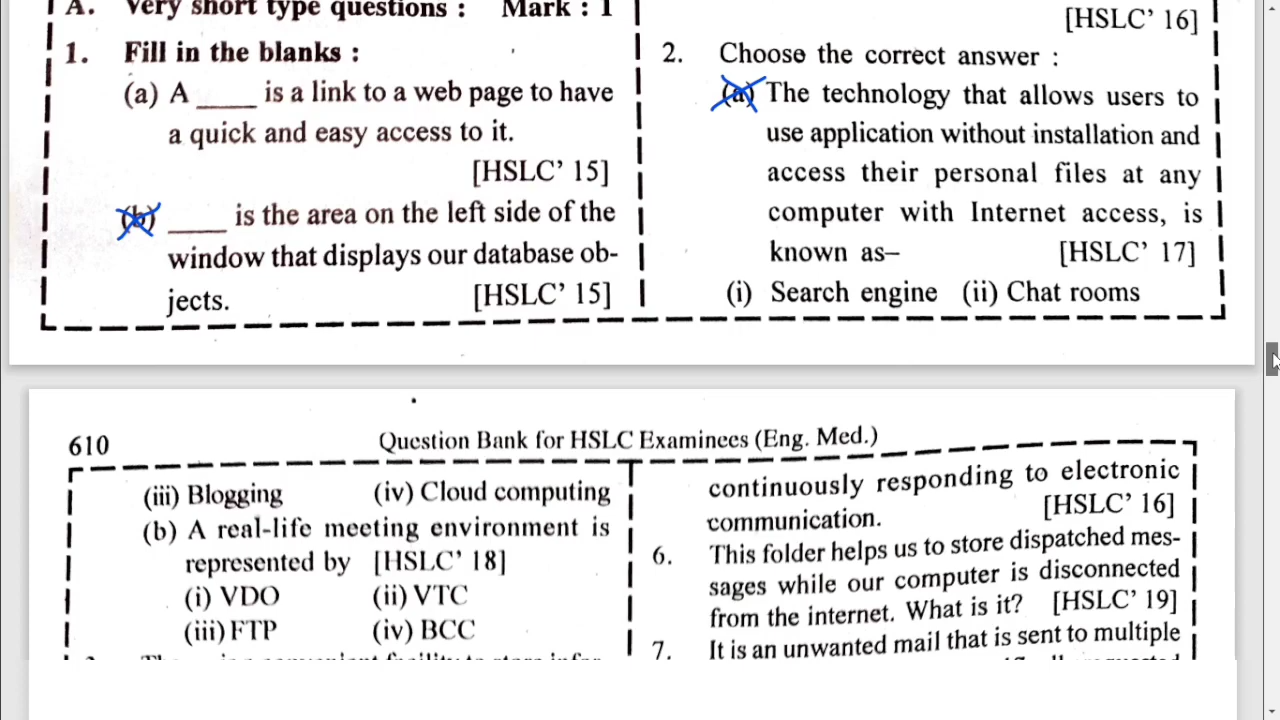 A. Very short type questions : Mark : 1
1. Fill in the blanks :
(a) A ____ is a link to a web page to have
a quick and easy access to it.
[HSLC' 15]
(b) ____ is the area on the left side of the
window that displays our database ob-
jects. [HSLC' 15]
[HSLC' 16]
2. Choose the correct answer :
(a) The technology that allows users to
use application without installation and
access their personal files at any
computer with Internet access, is
known as– [HSLC' 17]
(i) Search engine (ii) Chat rooms
610 Question Bank for HSLC Examinees (Eng. Med.)
(iii) Blogging (iv) Cloud computing
(b) A real-life meeting environment is
represented by [HSLC' 18]
(i) VDO (ii) VTC
(iii) FTP (iv) BCC
continuously responding to electronic
communication. [HSLC' 16]
6. This folder helps us to store dispatched mes-
sages while our computer is disconnected
from the internet. What is it? [HSLC' 19]
7. It is an unwanted mail that is sent to multiple